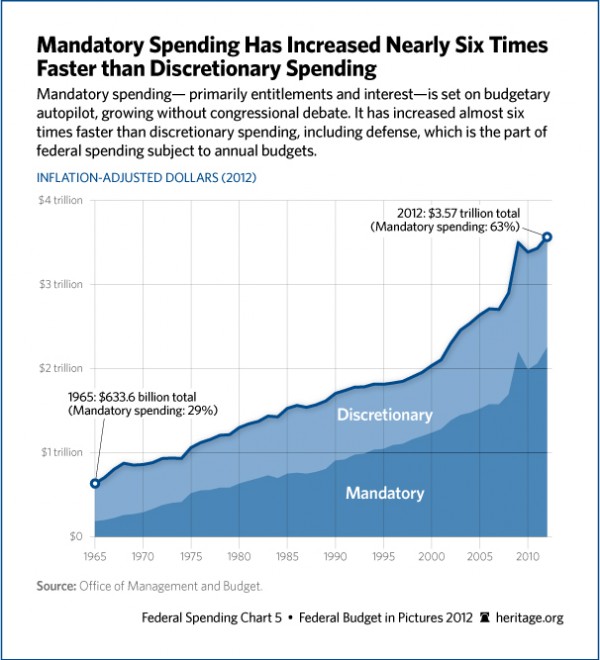 Mandatory Spending Has Increased Nearly Six Times
Faster than Discretionary Spending
Mandatory spending— primarily entitlements and interest—is set on budgetary
autopilot, growing without congressional debate. It has increased almost six
times faster than discretionary spending, including defense, which is the part of
federal spending subject to annual budgets.
INFLATION-ADJUSTED DOLLARS (2012)
$4 trillion
2012: $3.57 trillion total
(Mandatory spending: 63%)
$3 trillion
$2 trillion
1965: $633.6 billion total
(Mandatory spending: 29%)
Discretionary
$1 trillion
Mandatory
$0
1965 1970 1975 1980 1985 1990 1995 2000 2005 2010
Source: Office of Management and Budget.
Federal Spending Chart 5 • Federal Budget in Pictures 2012 heritage.org